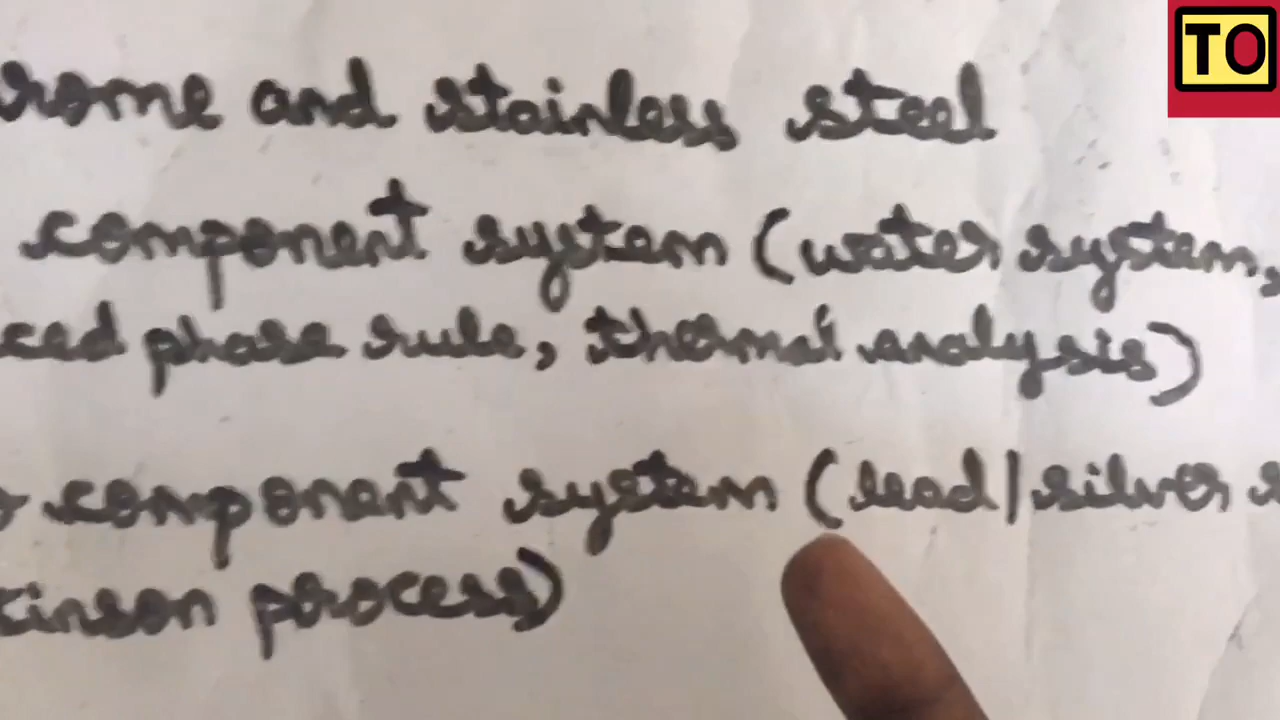 TO
rome and stainless steel
component system (water system,
ced phase rule, thermal analysis)
o component system (lead/silver s
kinson process)